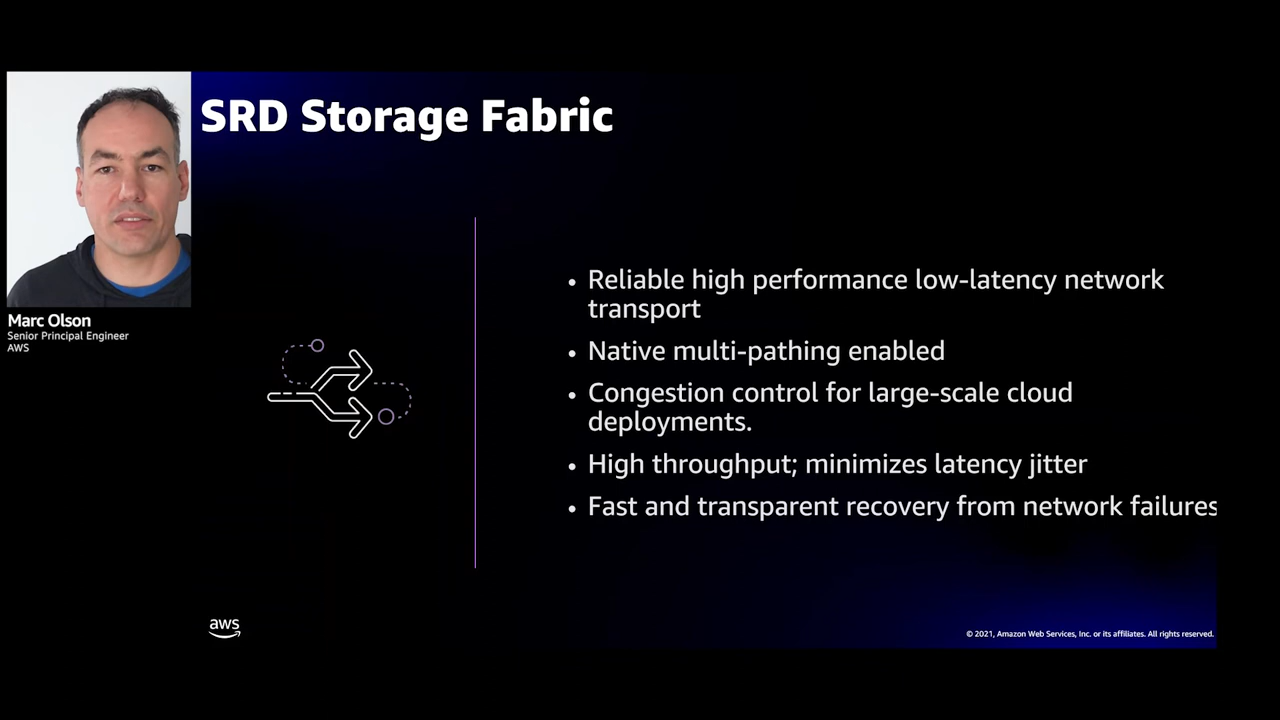 SRD Storage Fabric
Marc Olson
Senior Principal Engineer
AWS
• Reliable high performance low-latency network
transport
• Native multi-pathing enabled
• Congestion control for large-scale cloud
deployments.
• High throughput; minimizes latency jitter
• Fast and transparent recovery from network failures
aws
© 2021, Amazon Web Services, Inc. or its affiliates. All rights reserved.